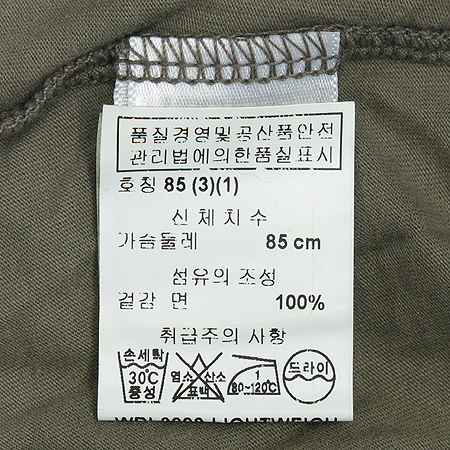 품질경영및공산품안전
관리법에의한품질표시
호칭 85 (3)(1)
신 체 치 수
가슴둘레 85 cm
섬유의 조성
겉감 면 100%
취급주의 사항
손세탁
30℃
중성
염소 산소
표백
1
80~120℃
드라이
LIGHTWEIGH